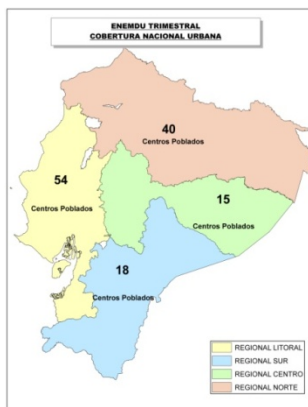 ENEMDU TRIMESTRAL
COBERTURA NACIONAL URBANA
40
Centros Poblados
54
Centros Poblados
15
Centros Poblados
18
Centros Poblados
REGIONAL LITORAL
REGIONAL SUR
REGIONAL CENTRO
REGIONAL NORTE